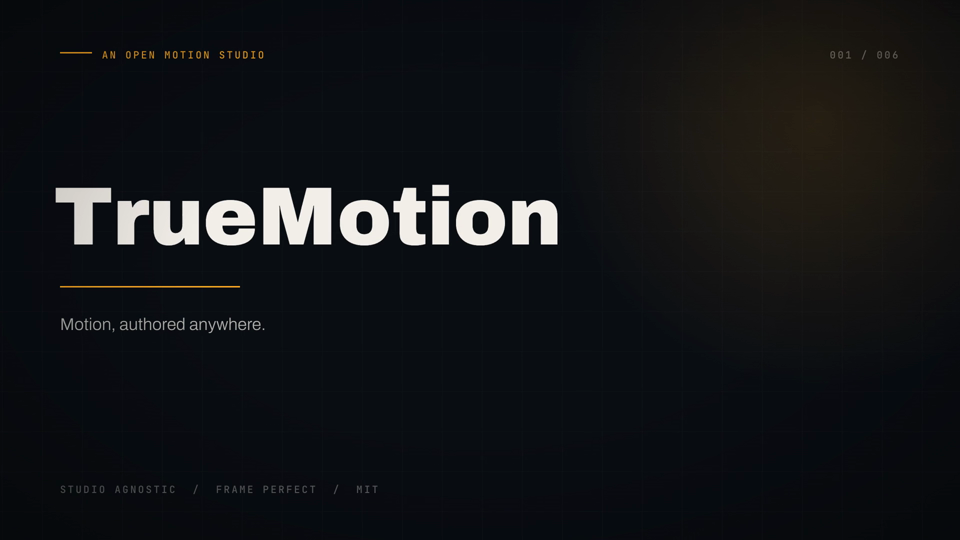 AN OPEN MOTION STUDIO
001 / 006
TrueMotion
Motion, authored anywhere.
STUDIO AGNOSTIC / FRAME PERFECT / MIT